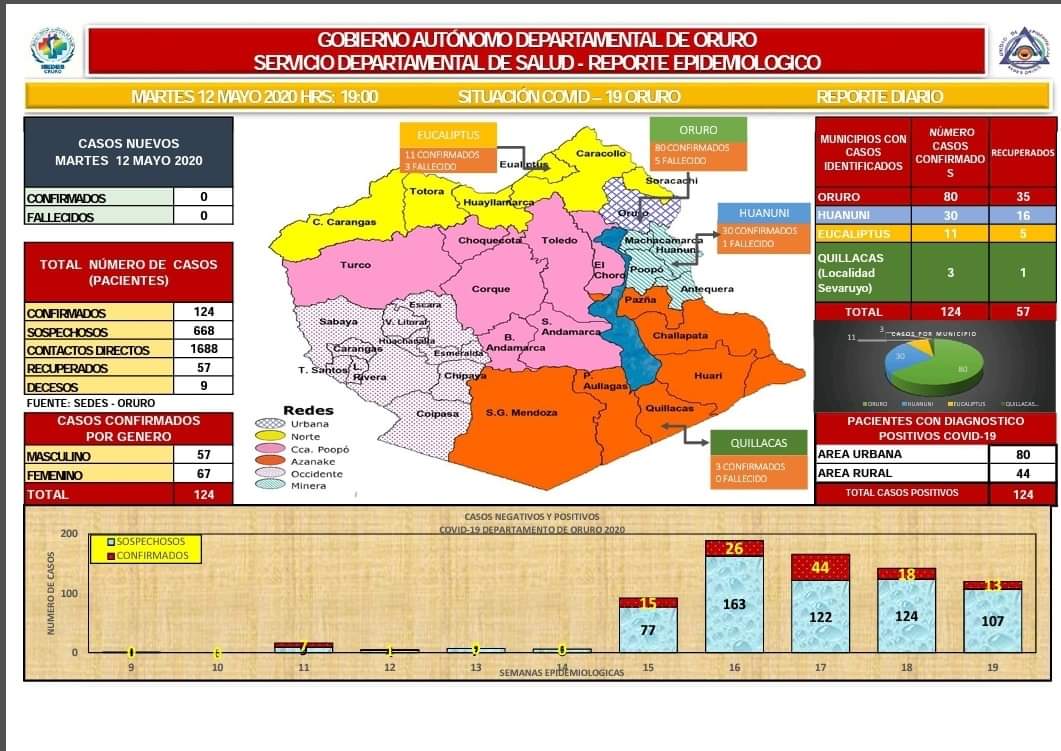 SEDES
ORURO
GOBIERNO AUTÓNOMO DEPARTAMENTAL DE ORURO
SERVICIO DEPARTAMENTAL DE SALUD - REPORTE EPIDEMIOLOGICO
MARTES 12 MAYO 2020 HRS: 19:00 SITUACIÓN COVID – 19 ORURO REPORTE DIARIO
CASOS NUEVOS
MARTES 12 MAYO 2020
CONFIRMADOS 0
FALLECIDOS 0
TOTAL NÚMERO DE CASOS
(PACIENTES)
CONFIRMADOS 124
SOSPECHOSOS 668
CONTACTOS DIRECTOS 1688
RECUPERADOS 57
DECESOS 9
FUENTE: SEDES - ORURO
CASOS CONFIRMADOS
POR GENERO
MASCULINO 57
FEMENINO 67
TOTAL 124
EUCALIPTUS
11 CONFIRMADOS
3 FALLECIDO
ORURO
80 CONFIRMADOS
5 FALLECIDOS
HUANUNI
30 CONFIRMADOS
1 FALLECIDO
QUILLACAS
3 CONFIRMADOS
0 FALLECIDO
Caracollo
Eucaliptus
Soracachi
Totora
Huayllamarca
Oruro
C. Carangas
Choquecota
Toledo
Machacamarca
Huanuni
Turco
El
Choro
Poopó
Corque
Antequera
Pazña
Escara
Sabaya
V. Litoral
S.
Andamarca
Challapata
Huachacalla
B.
Andamarca
Carangas
Esmeralda
T. Santos
L.
Rivera
Chipaya
P.
Aullagas
Huari
Coipasa
S.G. Mendoza
Quillacas
Redes
Urbana
Norte
Cca. Poopó
Azanake
Occidente
Minera
MUNICIPIOS CON
CASOS
IDENTIFICADOS
NÚMERO
CASOS
CONFIRMADO
S
RECUPERADOS
ORURO 80 35
HUANUNI 30 16
EUCALIPTUS 11 5
QUILLACAS
(Localidad
Sevaruyo)
3 1
TOTAL 124 57
CASOS POR MUNICIPIO
3
11
30
80
ORURO HUANUNI EUCALIPTUS QUILLACAS...
PACIENTES CON DIAGNOSTICO
POSITIVOS COVID-19
AREA URBANA 80
AREA RURAL 44
TOTAL CASOS POSITIVOS 124
CASOS NEGATIVOS Y POSITIVOS
COVID-19 DEPARTAMENTO DE ORURO 2020
SOSPECHOSOS
CONFIRMADOS
NUMERO DE CASOS
200
100
0
0
7
15
77
26
163
44
122
18
124
13
107
9 10 11 12 13 14 15 16 17 18 19
SEMANAS EPIDEMIOLOGICAS